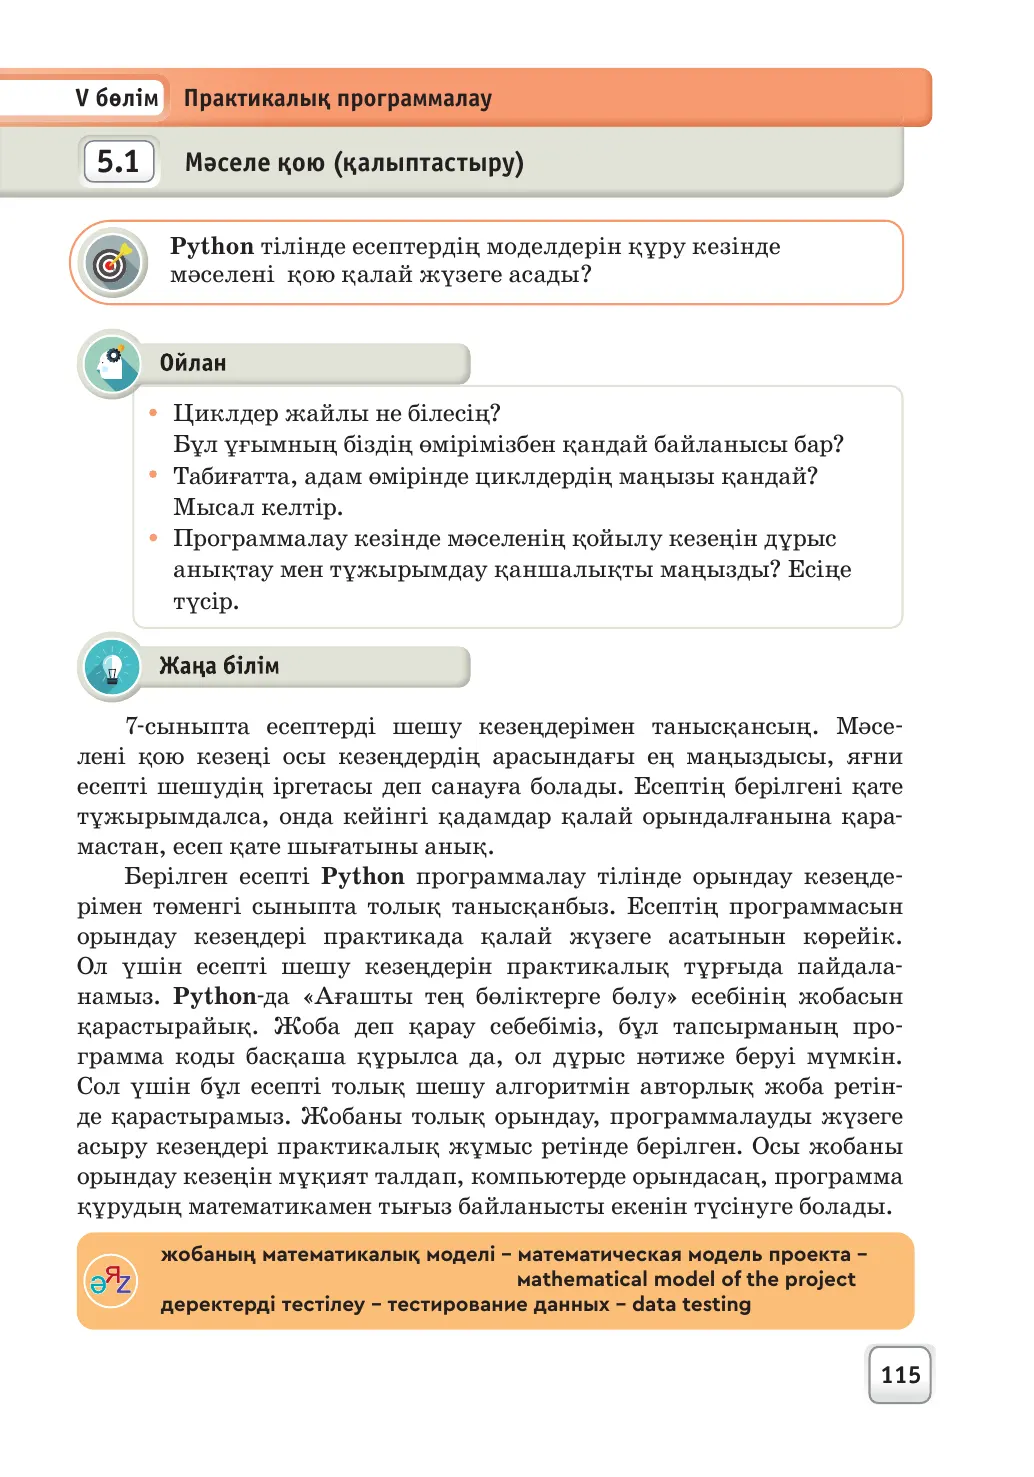 V бөлім Практикалық программалау
5.1 Мәселе қою (қалыптастыру)
Python тілінде есептердің моделдерін құру кезінде
мәселені қою қалай жүзеге асады?
Ойлан
• Циклдер жайлы не білесің?
Бұл ұғымның біздің өмірімізбен қандай байланысы бар?
• Табиғатта, адам өмірінде циклдердің маңызы қандай?
Мысал келтір.
• Программалау кезінде мәселенің қойылу кезеңін дұрыс
анықтау мен тұжырымдау қаншалықты маңызды? Есіңе
түсір.
Жаңа білім
7-сыныпта есептерді шешу кезеңдерімен танысқансың. Мәсе-
лені қою кезеңі осы кезеңдердің арасындағы ең маңыздысы, яғни
есепті шешудің іргетасы деп санауға болады. Есептің берілгені қате
тұжырымдалса, онда кейінгі қадамдар қалай орындалғанына қара-
мастан, есеп қате шығатыны анық.
Берілген есепті Python программалау тілінде орындау кезеңде-
рімен төменгі сыныпта толық танысқанбыз. Есептің программасын
орындау кезеңдері практикада қалай жүзеге асатынын көрейік.
Ол үшін есепті шешу кезеңдерін практикалық тұрғыда пайдала-
намыз. Python-да «Ағашты тең бөліктерге бөлу» есебінің жобасын
қарастырайық. Жоба деп қарау себебіміз, бұл тапсырманың про-
грамма коды басқаша құрылса да, ол дұрыс нәтиже беруі мүмкін.
Сол үшін бұл есепті толық шешу алгоритмін авторлық жоба ретін-
де қарастырамыз. Жобаны толық орындау, программалауды жүзеге
асыру кезеңдері практикалық жұмыс ретінде берілген. Осы жобаны
орындау кезеңін мұқият талдап, компьютерде орындасаң, программа
құрудың математикамен тығыз байланысты екенін түсінуге болады.
әЯZ
жобаның математикалық моделі – математическая модель проекта –
mathematical model of the project
деректерді тестілеу – тестирование данных – data testing
115